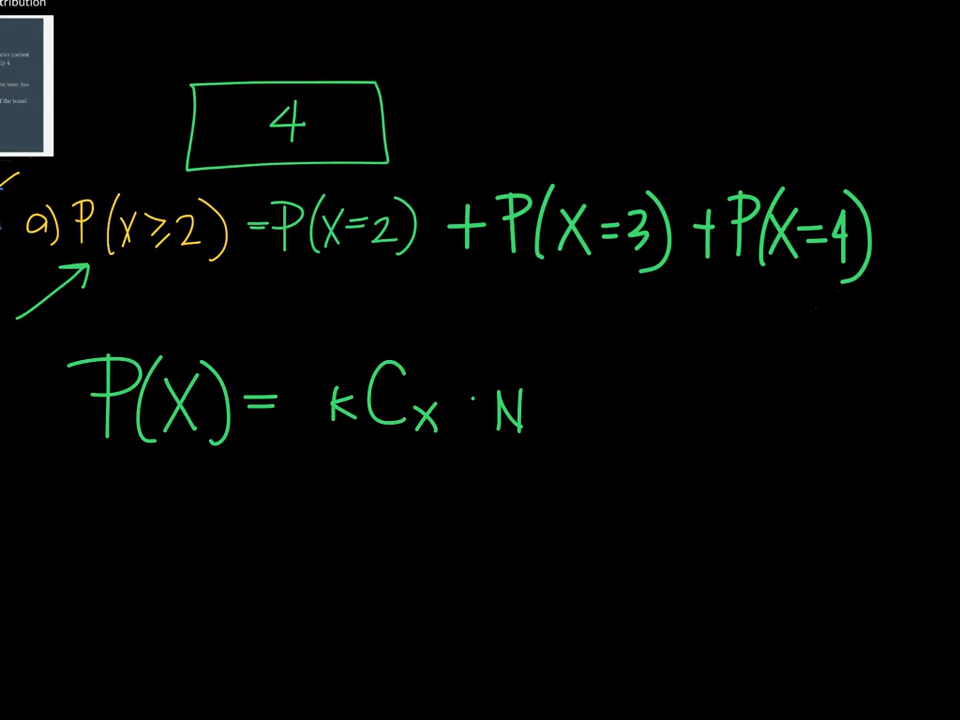 tribution
4
a) P(X≥2) =P(X=2) + P(X=3) + P(X=4)
P(X) = kCx · N